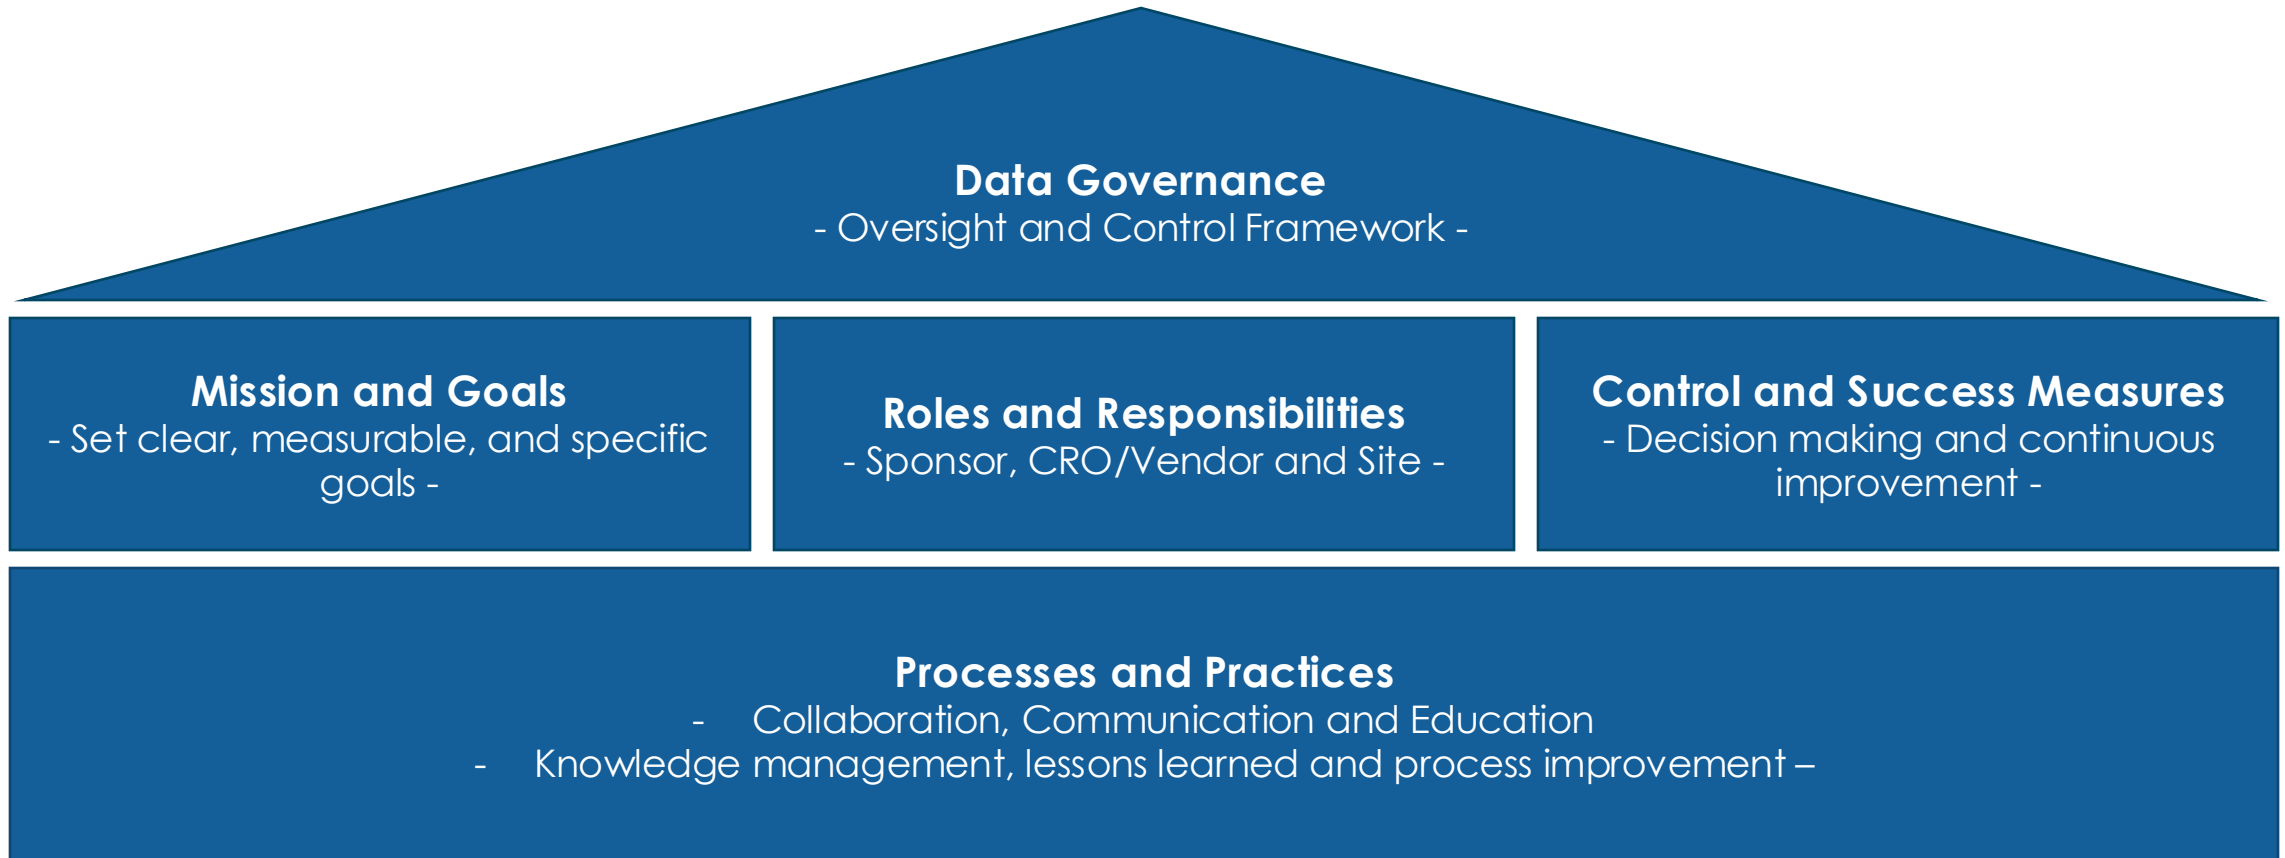 Data Governance
- Oversight and Control Framework -
Mission and Goals
- Set clear, measurable, and specific
goals -
Roles and Responsibilities
- Sponsor, CRO/Vendor and Site -
Control and Success Measures
- Decision making and continuous
improvement -
Processes and Practices
- Collaboration, Communication and Education
- Knowledge management, lessons learned and process improvement –